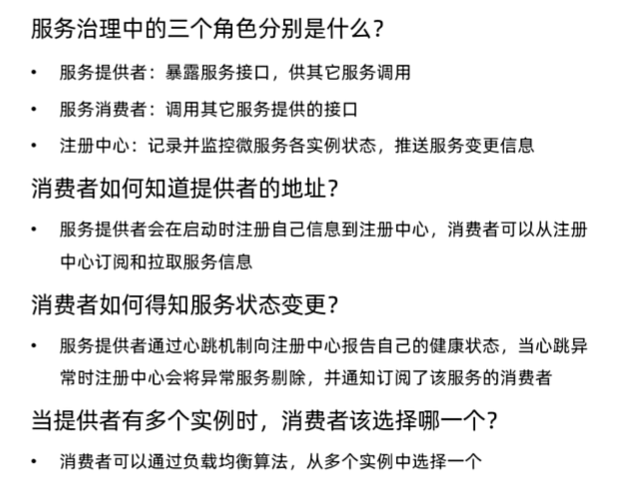 服务治理中的三个角色分别是什么？
• 服务提供者：暴露服务接口，供其它服务调用
• 服务消费者：调用其它服务提供的接口
• 注册中心：记录并监控微服务各实例状态，推送服务变更信息
消费者如何知道提供者的地址？
• 服务提供者会在启动时注册自己信息到注册中心，消费者可以从注册
中心订阅和拉取服务信息
消费者如何得知服务状态变更？
• 服务提供者通过心跳机制向注册中心报告自己的健康状态，当心跳异
常时注册中心会将异常服务剔除，并通知订阅了该服务的消费者
当提供者有多个实例时，消费者该选择哪一个？
• 消费者可以通过负载均衡算法，从多个实例中选择一个